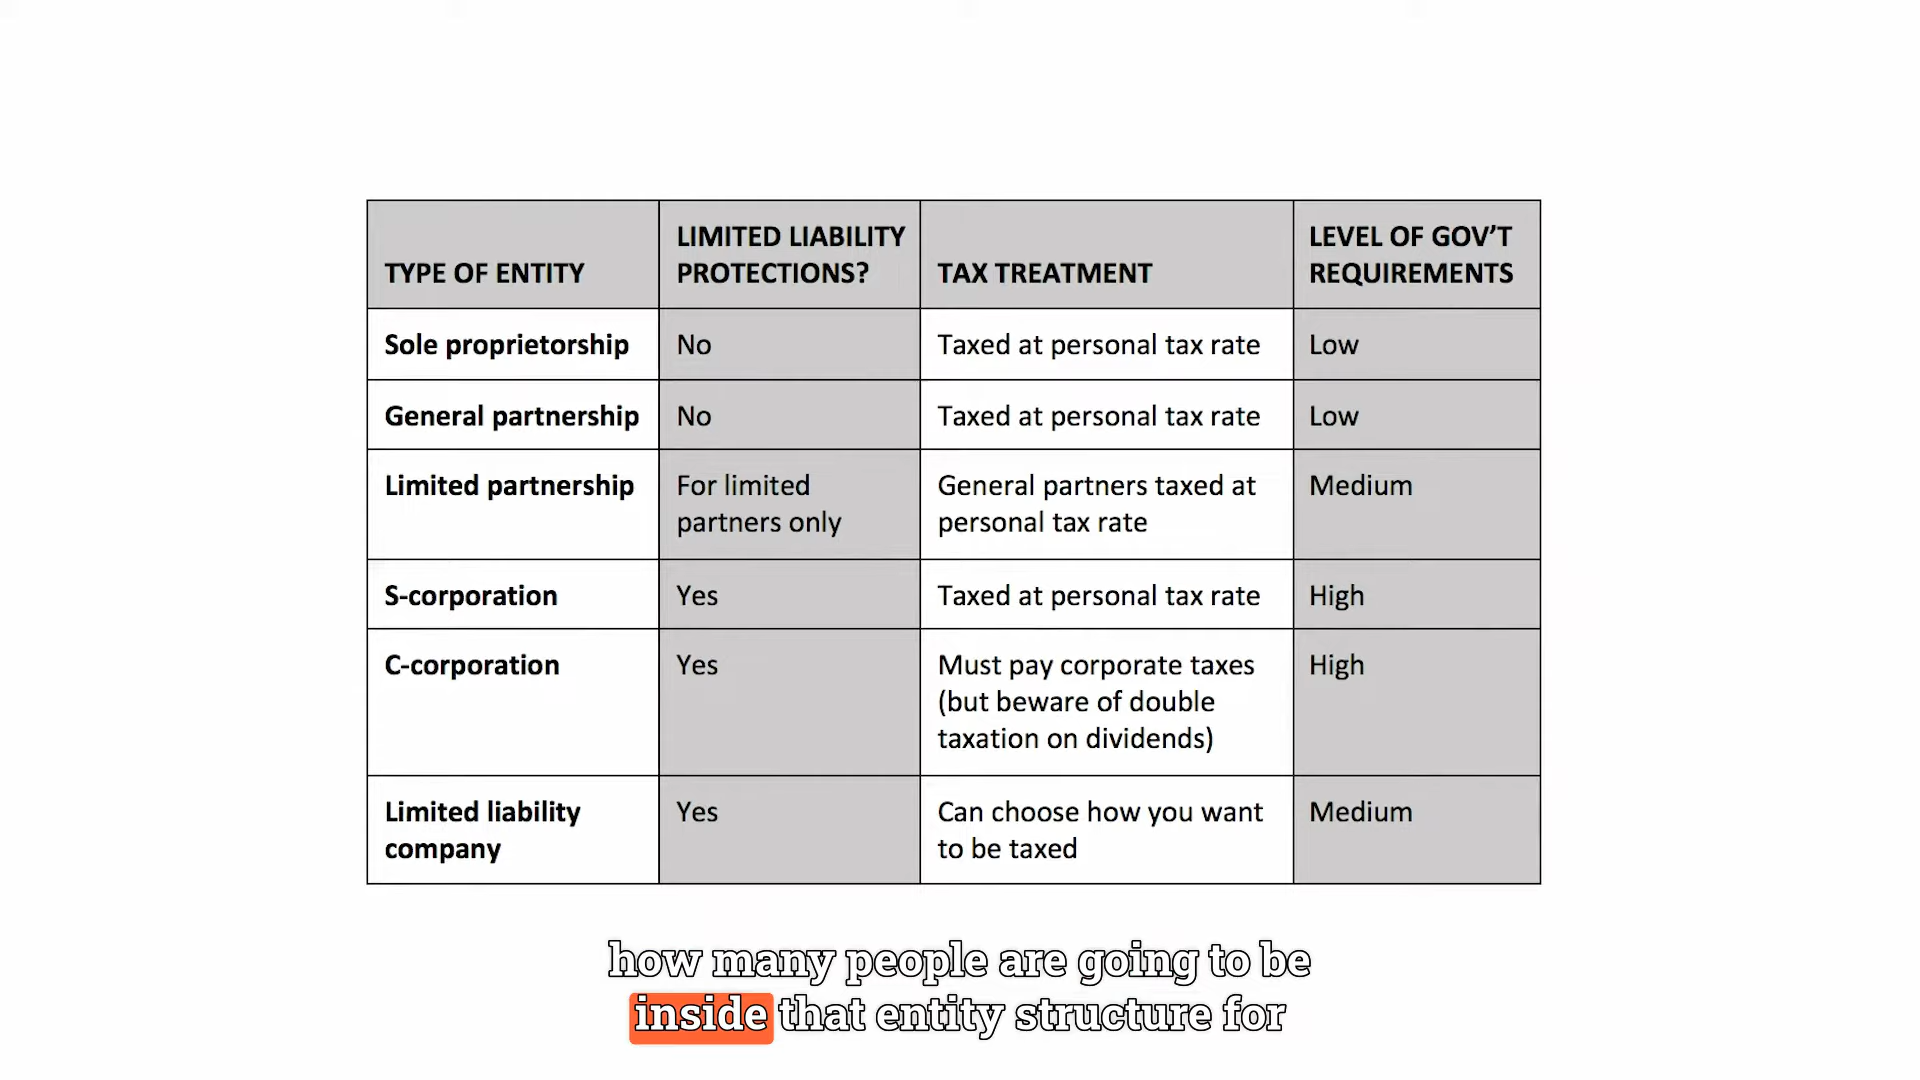 TYPE OF ENTITY
LIMITED LIABILITY
PROTECTIONS?
TAX TREATMENT
LEVEL OF GOV’T
REQUIREMENTS
Sole proprietorship
No
Taxed at personal tax rate
Low
General partnership
No
Taxed at personal tax rate
Low
Limited partnership
For limited
partners only
General partners taxed at
personal tax rate
Medium
S-corporation
Yes
Taxed at personal tax rate
High
C-corporation
Yes
Must pay corporate taxes
(but beware of double
taxation on dividends)
High
Limited liability
company
Yes
Can choose how you want
to be taxed
Medium
how many people are going to be
inside that entity structure for